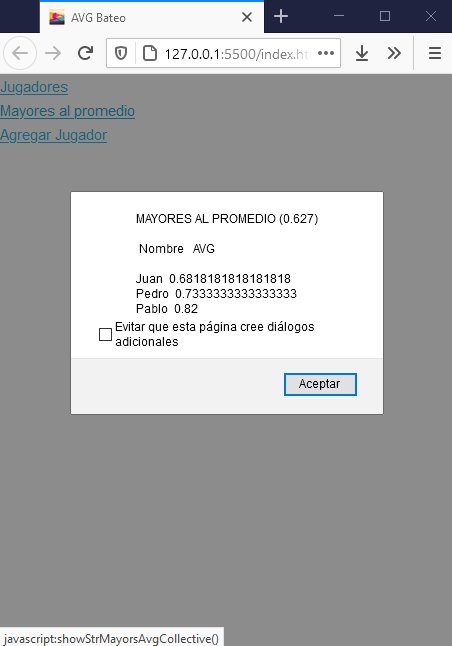 AVG Bateo
127.0.0.1:5500/index.ht
Jugadores
Mayores al promedio
Agregar Jugador
MAYORES AL PROMEDIO (0.627)
Nombre AVG
Juan 0.6818181818181818
Pedro 0.7333333333333333
Pablo 0.82
Evitar que esta página cree diálogos
adicionales
Aceptar
javascript:showStrMayorsAvgCollective()